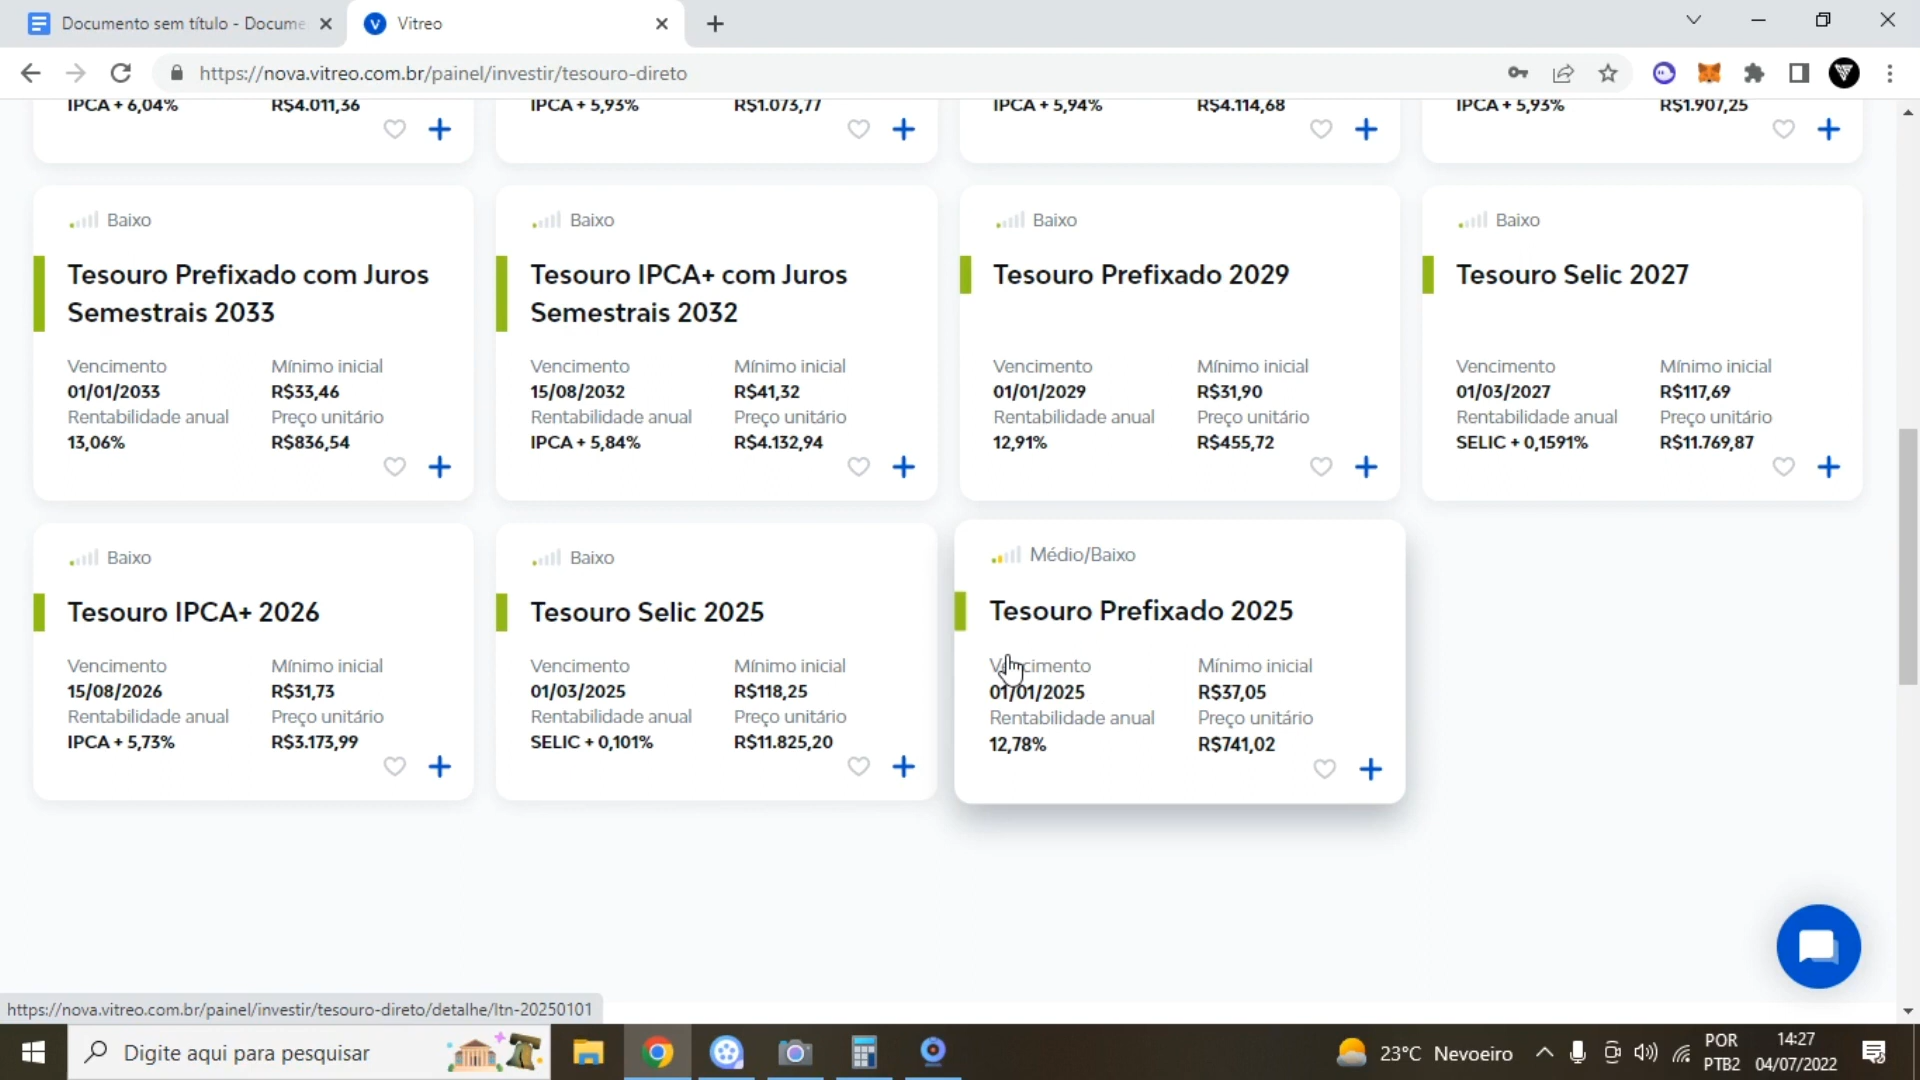 Documento sem título - Docume
Vitreo
https://nova.vitreo.com.br/painel/investir/tesouro-direto
IPCA + 6,04% R$4.011,36
IPCA + 5,93% R$1.073,77
IPCA + 5,94% R$4.114,68
IPCA + 5,93% R$1.907,25
Baixo
Tesouro Prefixado com Juros
Semestrais 2033
Vencimento Mínimo inicial
01/01/2033 R$33,46
Rentabilidade anual Preço unitário
13,06% R$836,54
Baixo
Tesouro IPCA+ com Juros
Semestrais 2032
Vencimento Mínimo inicial
15/08/2032 R$41,32
Rentabilidade anual Preço unitário
IPCA + 5,84% R$4.132,94
Baixo
Tesouro Prefixado 2029
Vencimento Mínimo inicial
01/01/2029 R$31,90
Rentabilidade anual Preço unitário
12,91% R$455,72
Baixo
Tesouro Selic 2027
Vencimento Mínimo inicial
01/03/2027 R$117,69
Rentabilidade anual Preço unitário
SELIC + 0,1591% R$11.769,87
Baixo
Tesouro IPCA+ 2026
Vencimento Mínimo inicial
15/08/2026 R$31,73
Rentabilidade anual Preço unitário
IPCA + 5,73% R$3.173,99
Baixo
Tesouro Selic 2025
Vencimento Mínimo inicial
01/03/2025 R$118,25
Rentabilidade anual Preço unitário
SELIC + 0,101% R$11.825,20
Médio/Baixo
Tesouro Prefixado 2025
Vencimento Mínimo inicial
01/01/2025 R$37,05
Rentabilidade anual Preço unitário
12,78% R$741,02
https://nova.vitreo.com.br/painel/investir/tesouro-direto/detalhe/ltn-20250101
Digite aqui para pesquisar
23°C Nevoeiro
POR
PTB2
14:27
04/07/2022